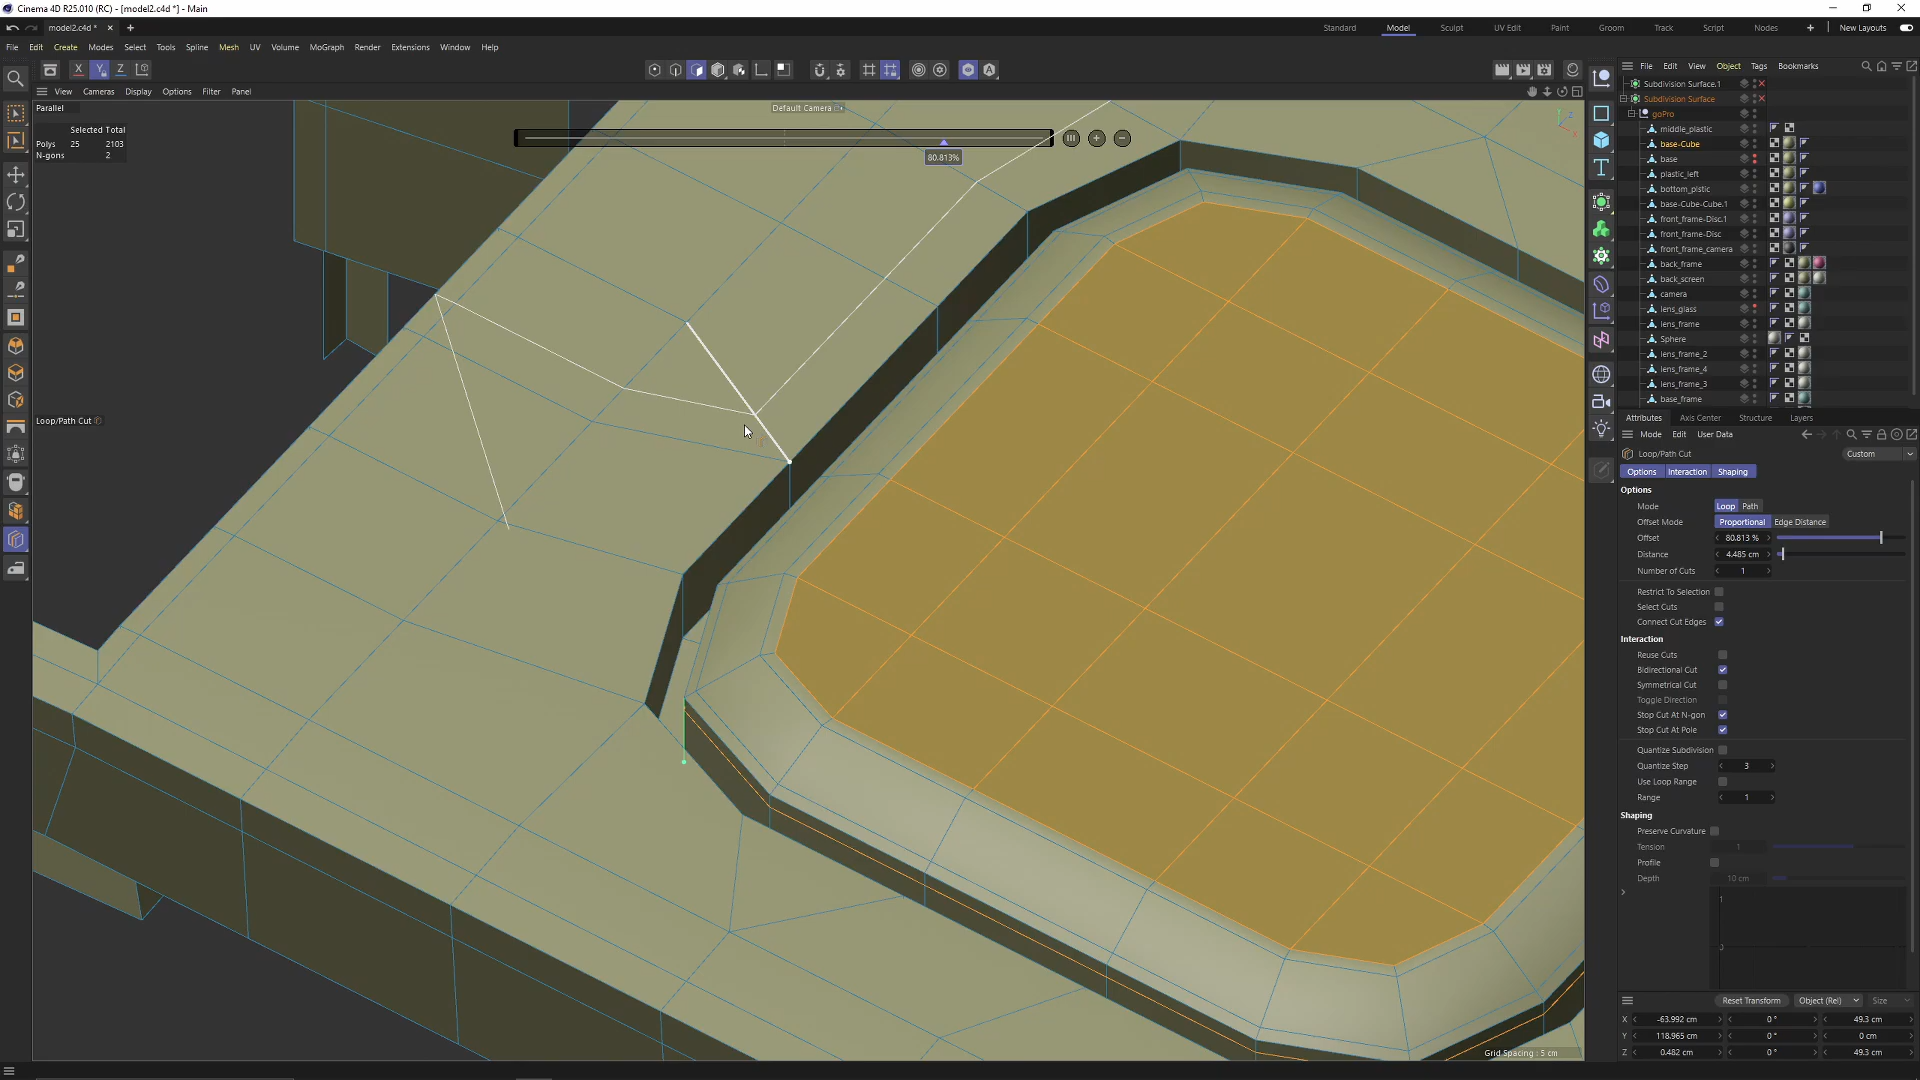 Cinema 4D R25.010 (RC) - [model2.c4d *] - Main
model2.c4d *
Standard Model Sculpt UV Edit Paint Groom Track Script Nodes New Layouts
File Edit Create Modes Select Tools Spline Mesh UV Volume MoGraph Render Extensions Window Help
X Y Z
File Edit View Object Tags Bookmarks
View Cameras Display Options Filter Panel
Parallel
Default Camera
Selected Total
Polys 25 2103
N-gons 2
80.813%
Loop/Path Cut
Grid Spacing : 5 cm
Subdivision Surface.1
Subdivision Surface
goPro
middle_plastic
base-Cube
base
plastic_left
bottom_plstic
base-Cube-Cube.1
front_frame-Disc.1
front_frame-Disc
front_frame_camera
back_frame
back_screen
camera
lens_glass
lens_frame
Sphere
lens_frame_2
lens_frame_4
lens_frame_3
base_frame
Attributes Axis Center Structure Layers
Mode Edit User Data
Loop/Path Cut Custom
Options Interaction Shaping
Options
Mode Loop Path
Offset Mode Proportional Edge Distance
Offset 80.813 %
Distance 4.485 cm
Number of Cuts 1
Restrict To Selection
Select Cuts
Connect Cut Edges
Interaction
Reuse Cuts
Bidirectional Cut
Symmetrical Cut
Toggle Direction
Stop Cut At N-gon
Stop Cut At Pole
Quantize Subdivision
Quantize Step 3
Use Loop Range
Range 1
Shaping
Preserve Curvature
Tension 1
Profile
Depth 10 cm
1
Reset Transform Object (Rel) Size
X -63.992 cm 0 ° 49.3 cm
Y 118.965 cm 0 ° 0 cm
Z 0.482 cm 0 ° 49.3 cm